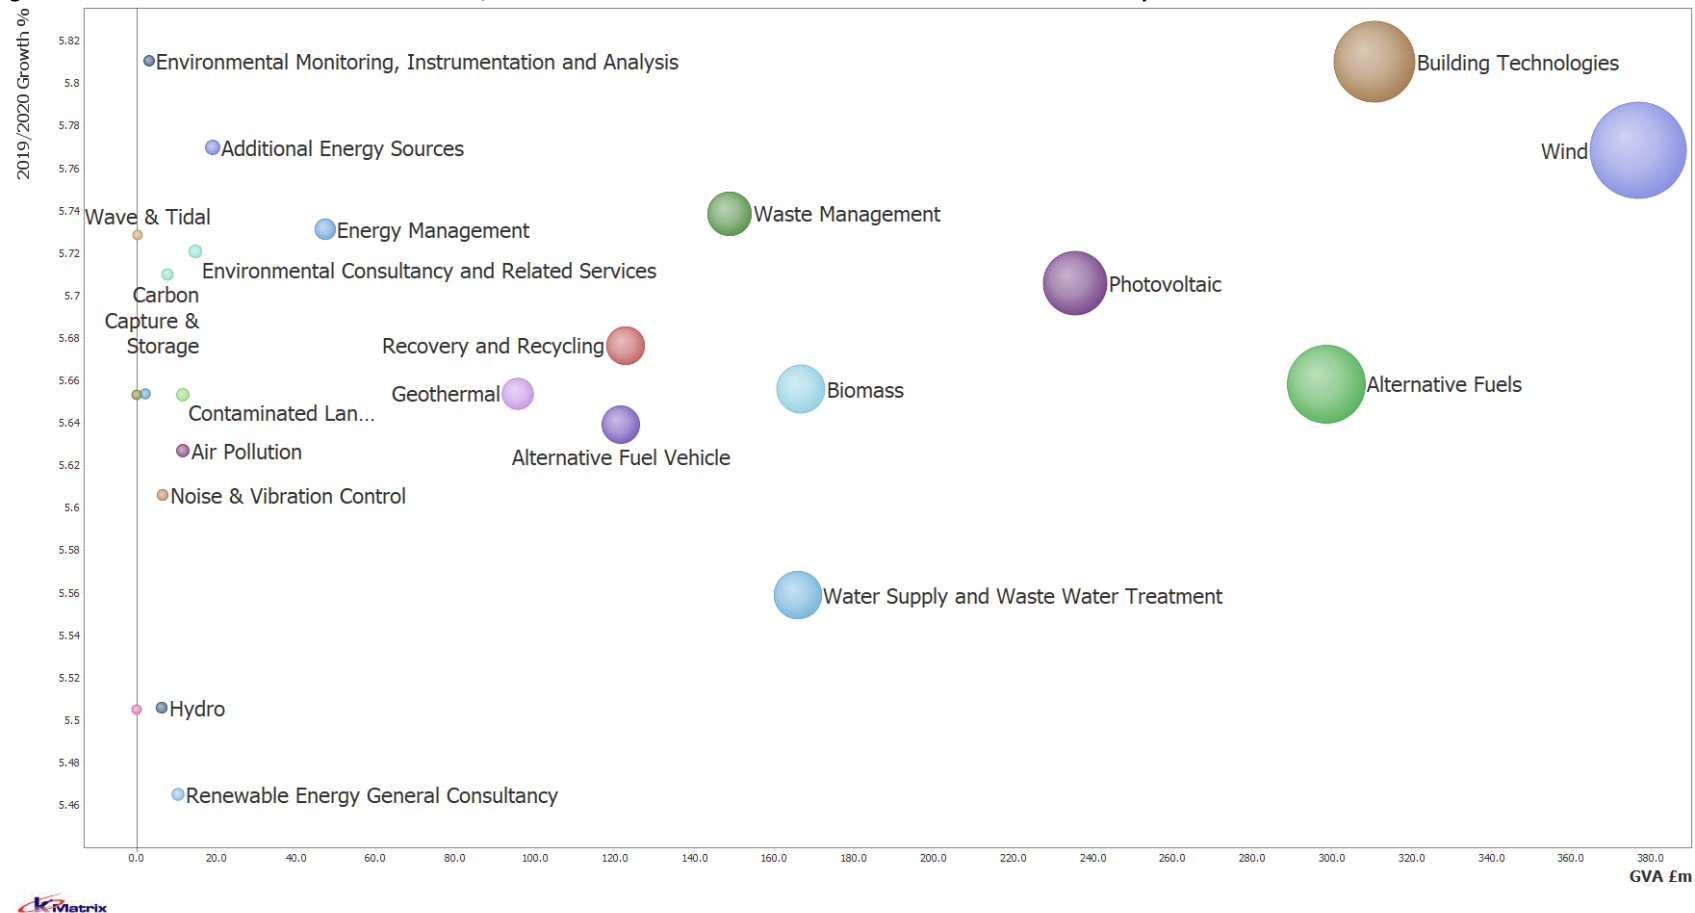 2019/2020 Growth %
5.82
5.8
5.78
5.76
5.74
5.72
5.7
5.68
5.66
5.64
5.62
5.6
5.58
5.56
5.54
5.52
5.5
5.48
5.46
Environmental Monitoring, Instrumentation and Analysis
Building Technologies
Additional Energy Sources
Wind
Wave & Tidal
Waste Management
Energy Management
Environmental Consultancy and Related Services
Photovoltaic
Carbon
Capture &
Storage
Recovery and Recycling
Alternative Fuels
Geothermal
Biomass
Contaminated Lan...
Air Pollution
Alternative Fuel Vehicle
Noise & Vibration Control
Water Supply and Waste Water Treatment
Hydro
Renewable Energy General Consultancy
0.0 20.0 40.0 60.0 80.0 100.0 120.0 140.0 160.0 180.0 200.0 220.0 240.0 260.0 280.0 300.0 320.0 340.0 360.0 380.0
GVA £m
kMatrix